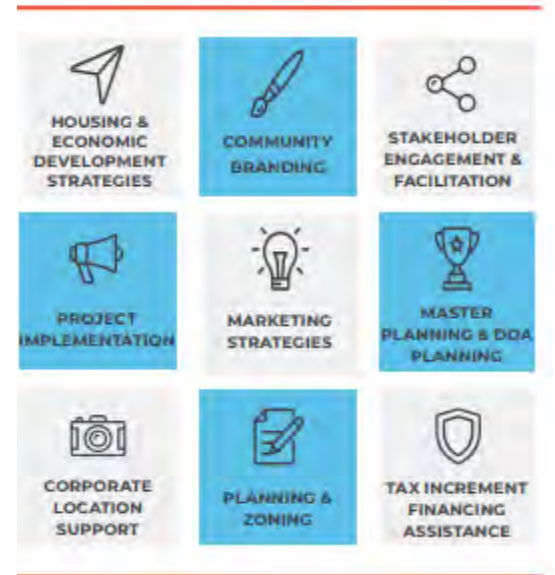 HOUSING &
ECONOMIC
DEVELOPMENT
STRATEGIES
COMMUNITY
BRANDING
STAKEHOLDER
ENGAGEMENT &
FACILITATION
PROJECT
IMPLEMENTATION
MARKETING
STRATEGIES
MASTER
PLANNING & DDA
PLANNING
CORPORATE
LOCATION
SUPPORT
PLANNING &
ZONING
TAX INCREMENT
FINANCING
ASSISTANCE